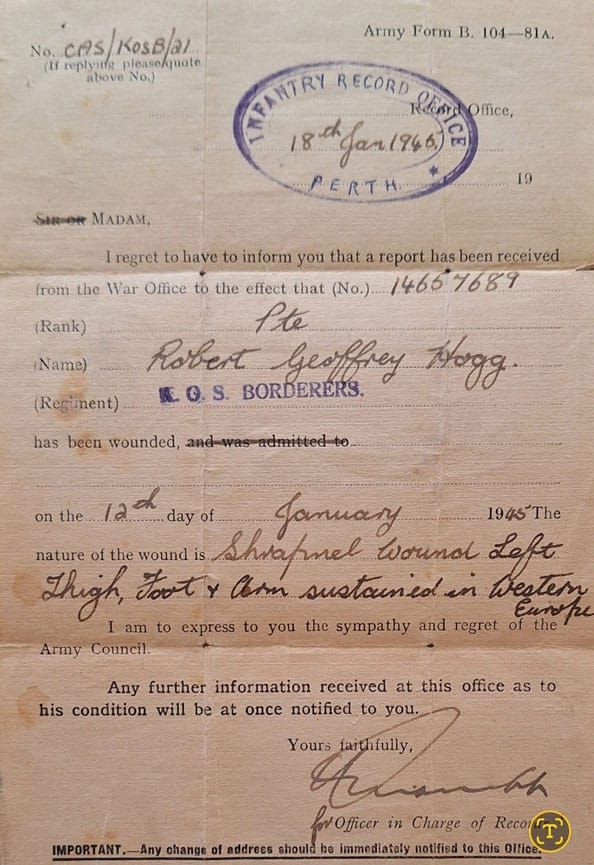 Army Form B. 104—81A.
No. CAS/KOSB/21
(If replying please quote
above No.)
INFANTRY RECORD OFFICE
Record Office,
18th Jan 1945
PERTH *
19
SIR OR MADAM,
I regret to have to inform you that a report has been received
from the War Office to the effect that (No.) 14657689
(Rank) Pte
(Name) Robert Geoffrey Hogg.
(Regiment) K. O. S. BORDERERS.
has been wounded, and was admitted to
on the 12th day of January 1945 The
nature of the wound is Shrapnel Wound Left
Thigh, Foot & Arm sustained in Western
Europe
I am to express to you the sympathy and regret of the
Army Council.
Any further information received at this office as to
his condition will be at once notified to you.
Yours faithfully,
for Officer in Charge of Records
IMPORTANT.—Any change of address should be immediately notified to this Office.
T